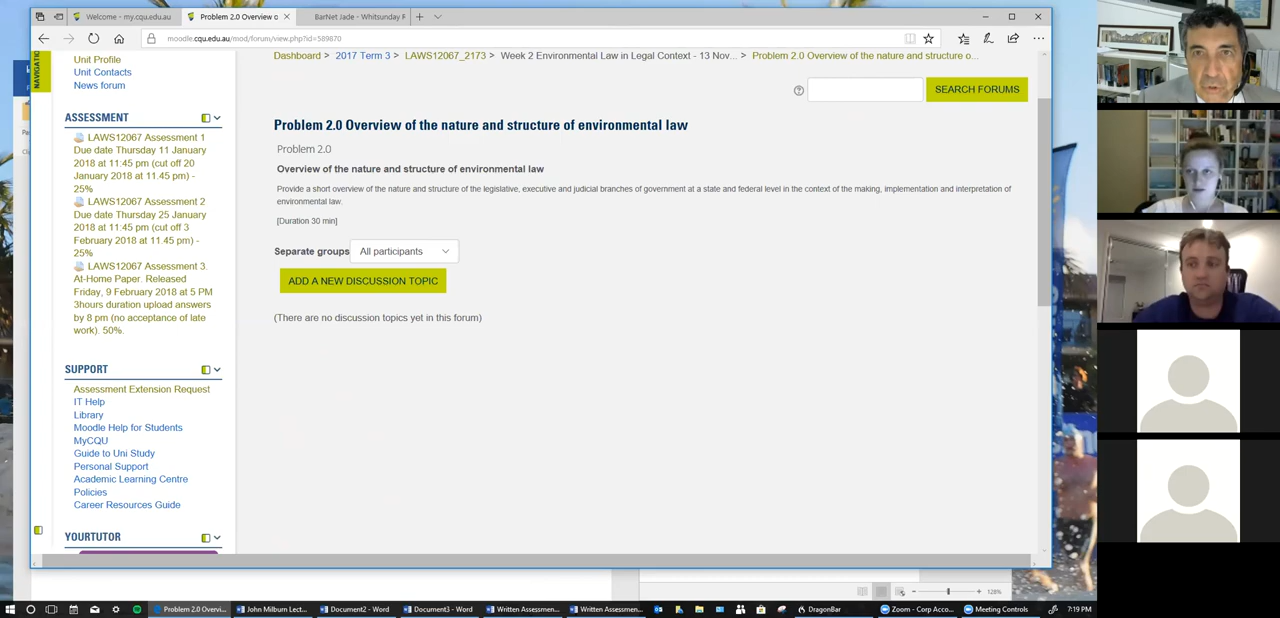 Welcome - my.cqu.edu.au
Problem 2.0 Overview o
BarNet Jade - Whitsunday F
moodle.cqu.edu.au/mod/forum/view.php?id=589870
NAVIGATIO
Unit Profile
Unit Contacts
News forum
ASSESSMENT
LAWS12067 Assessment 1
Due date Thursday 11 January
2018 at 11:45 pm (cut off 20
January 2018 at 11.45 pm) -
25%
LAWS12067 Assessment 2
Due date Thursday 25 January
2018 at 11:45 pm (cut off 3
February 2018 at 11.45 pm) -
25%
LAWS12067 Assessment 3.
At-Home Paper. Released
Friday, 9 February 2018 at 5 PM
3hours duration upload answers
by 8 pm (no acceptance of late
work). 50%.
SUPPORT
Assessment Extension Request
IT Help
Library
Moodle Help for Students
MyCQU
Guide to Uni Study
Personal Support
Academic Learning Centre
Policies
Career Resources Guide
YOURTUTOR
Dashboard > 2017 Term 3 > LAWS12067_2173 > Week 2 Environmental Law in Legal Context - 13 Nov... > Problem 2.0 Overview of the nature and structure o...
SEARCH FORUMS
Problem 2.0 Overview of the nature and structure of environmental law
Problem 2.0
Overview of the nature and structure of environmental law
Provide a short overview of the nature and structure of the legislative, executive and judicial branches of government at a state and federal level in the context of the making, implementation and interpretation of
environmental law.
[Duration 30 min]
Separate groups All participants
ADD A NEW DISCUSSION TOPIC
(There are no discussion topics yet in this forum)
128%
Problem 2.0 Overvi...
John Milburn Lect...
Document2 - Word
Document3 - Word
Written Assessmen...
Written Assessmen...
DragonBar
Zoom - Corp Acco...
Meeting Controls
7:19 PM